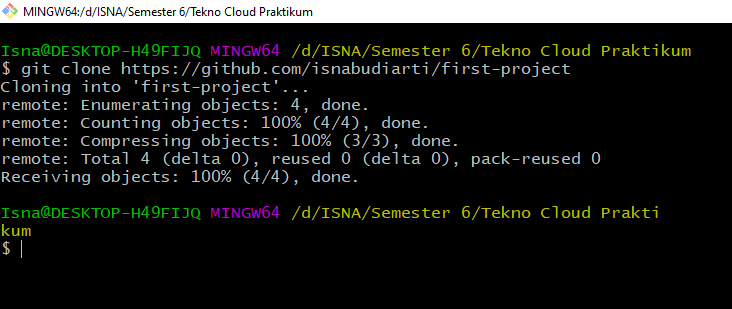 MINGW64:/d/ISNA/Semester 6/Tekno Cloud Praktikum
Isna@DESKTOP-H49FIJQ MINGW64 /d/ISNA/Semester 6/Tekno Cloud Praktikum
$ git clone https://github.com/isnabudiarti/first-project
Cloning into 'first-project'...
remote: Enumerating objects: 4, done.
remote: Counting objects: 100% (4/4), done.
remote: Compressing objects: 100% (3/3), done.
remote: Total 4 (delta 0), reused 0 (delta 0), pack-reused 0
Receiving objects: 100% (4/4), done.
Isna@DESKTOP-H49FIJQ MINGW64 /d/ISNA/Semester 6/Tekno Cloud Prakti
kum
$